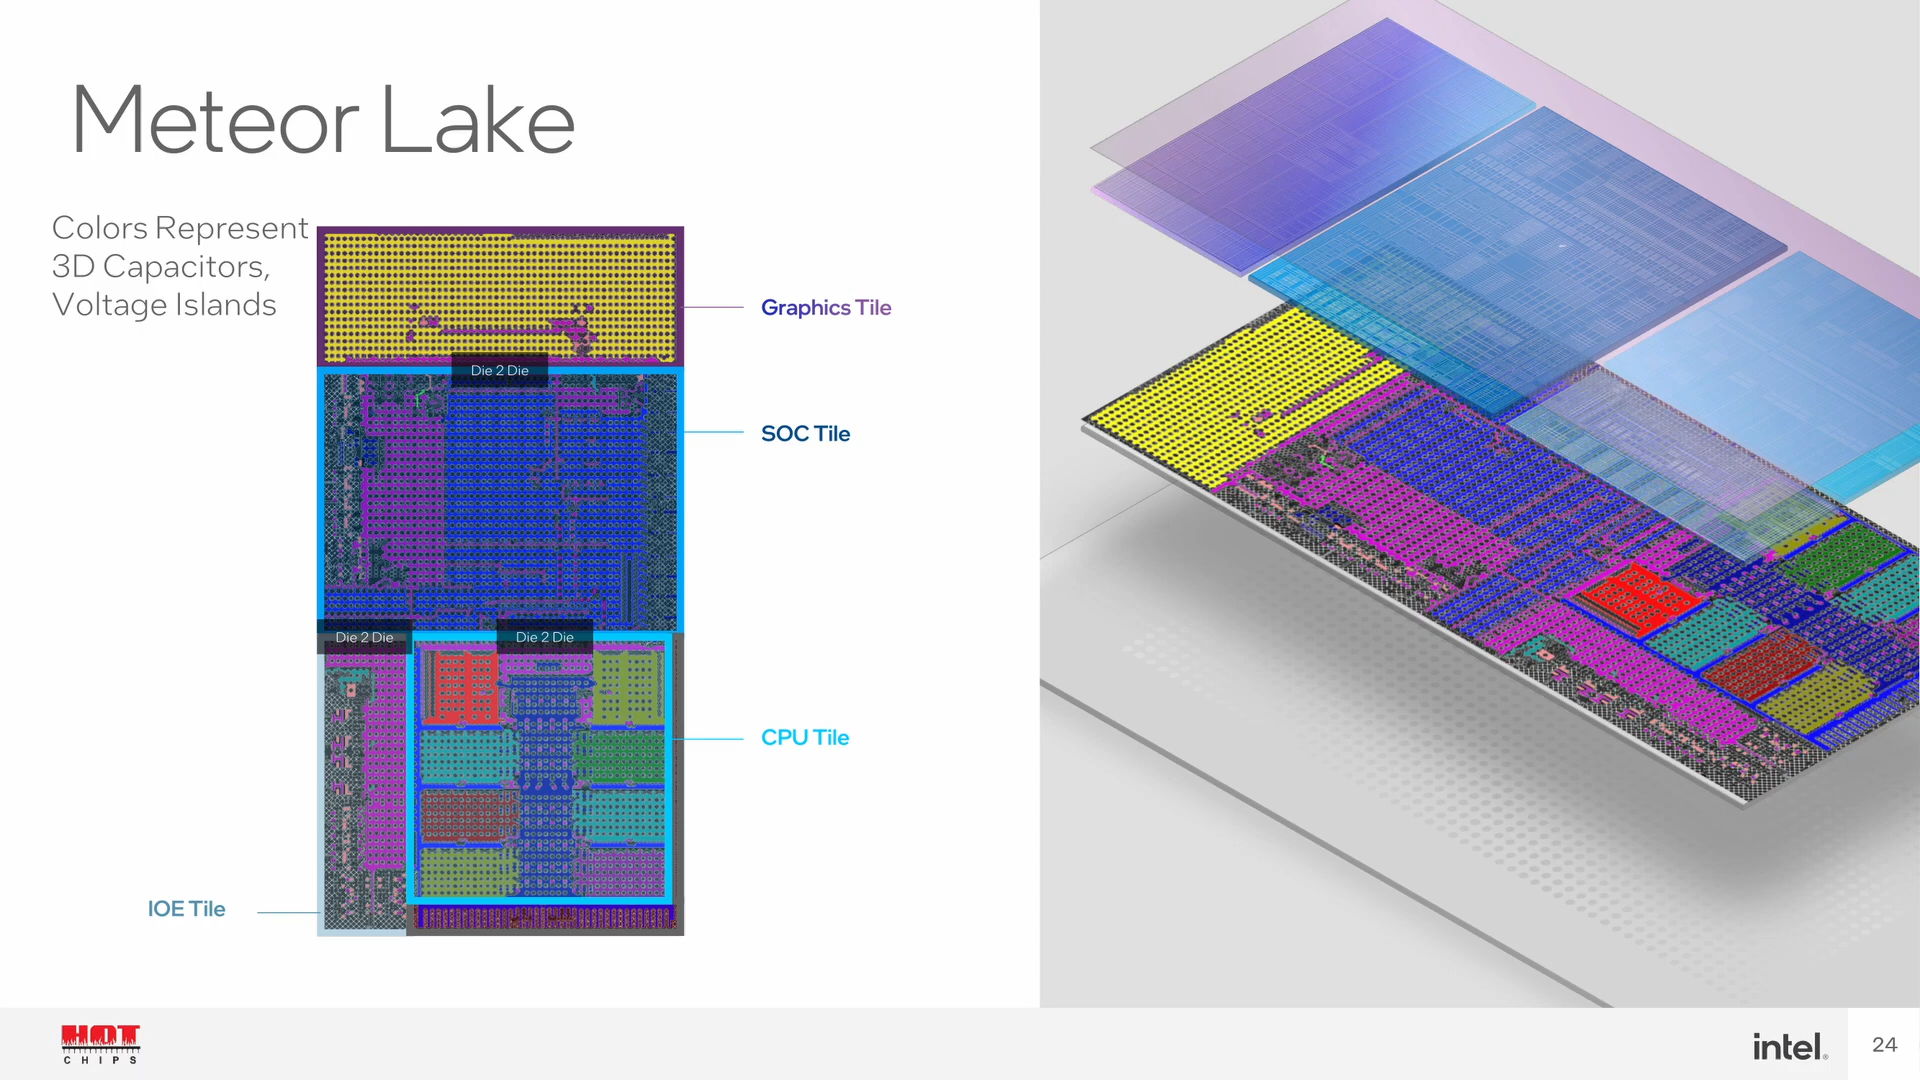 Meteor Lake
Colors Represent
3D Capacitors,
Voltage Islands
Graphics Tile
Die 2 Die
SOC Tile
Die 2 Die
Die 2 Die
CPU Tile
IOE Tile
HOT
CHIPS
intel.
24